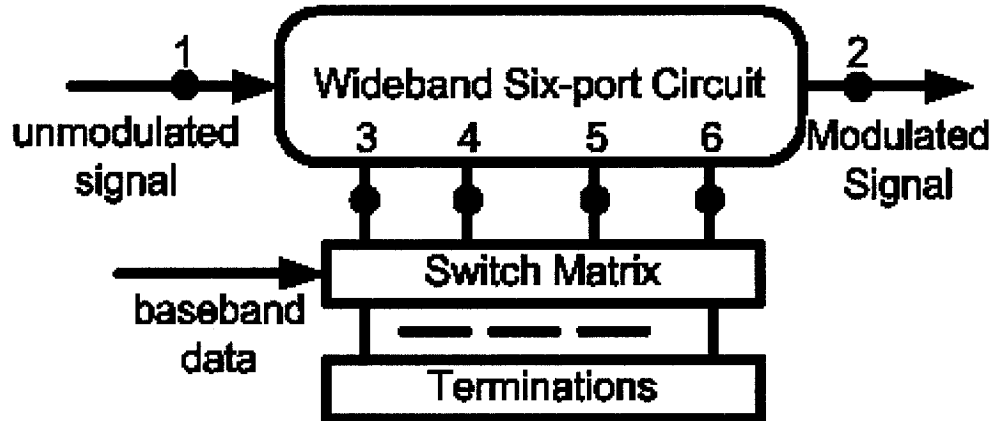 1
2
Wideband Six-port Circuit
unmodulated
signal
3 4 5 6
Modulated
Signal
Switch Matrix
baseband
data
Terminations